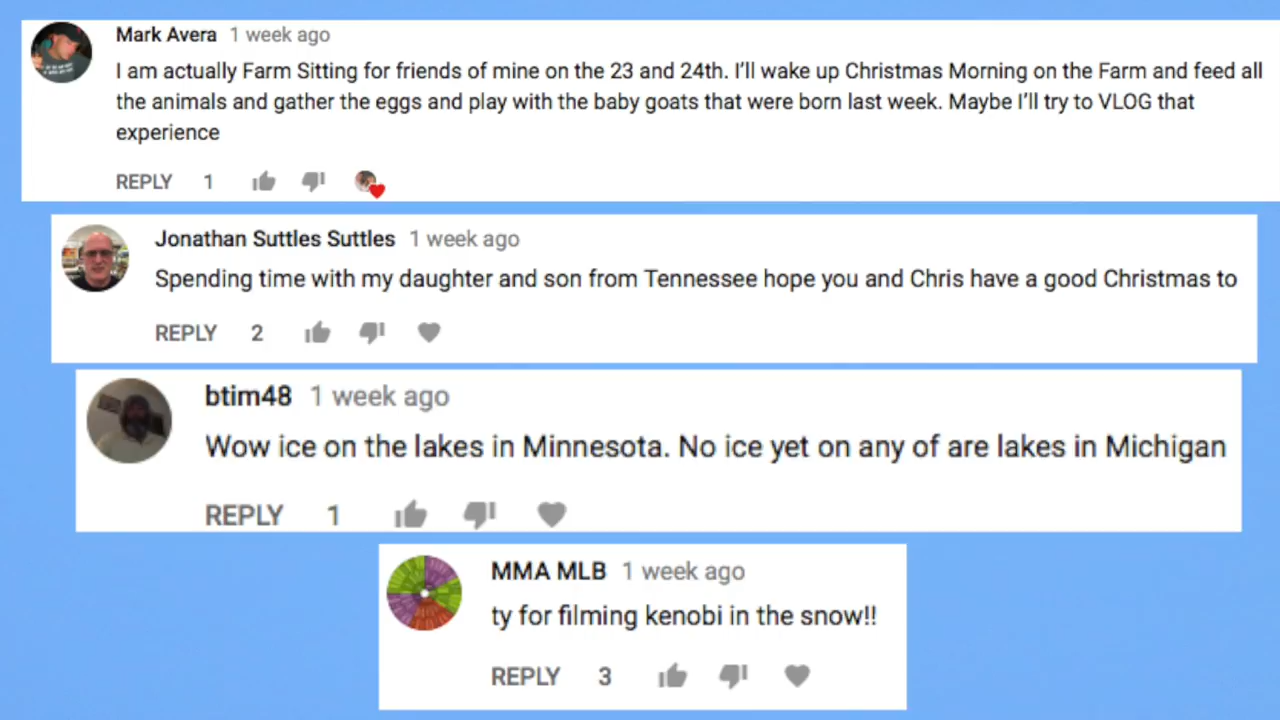 Mark Avera 1 week ago
I am actually Farm Sitting for friends of mine on the 23 and 24th. I'll wake up Christmas Morning on the Farm and feed all
the animals and gather the eggs and play with the baby goats that were born last week. Maybe I'll try to VLOG that
experience
REPLY 1
Jonathan Suttles Suttles 1 week ago
Spending time with my daughter and son from Tennessee hope you and Chris have a good Christmas to
REPLY 2
btim48 1 week ago
Wow ice on the lakes in Minnesota. No ice yet on any of are lakes in Michigan
REPLY 1
MMA MLB 1 week ago
ty for filming kenobi in the snow!!
REPLY 3